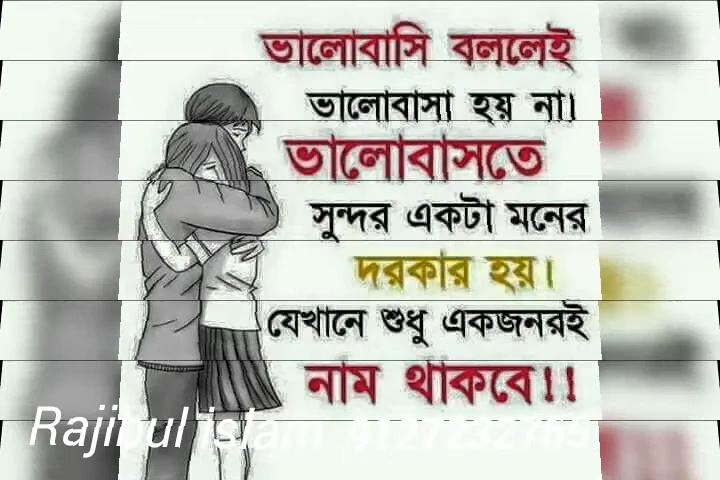 ভালোবাসি বললেই
ভালোবাসা হয় না।
ভালোবাসতে
সুন্দর একটা মনের
দরকার হয়।
যেখানে শুধু একজনরই
নাম থাকবে!!
Rajibul islam